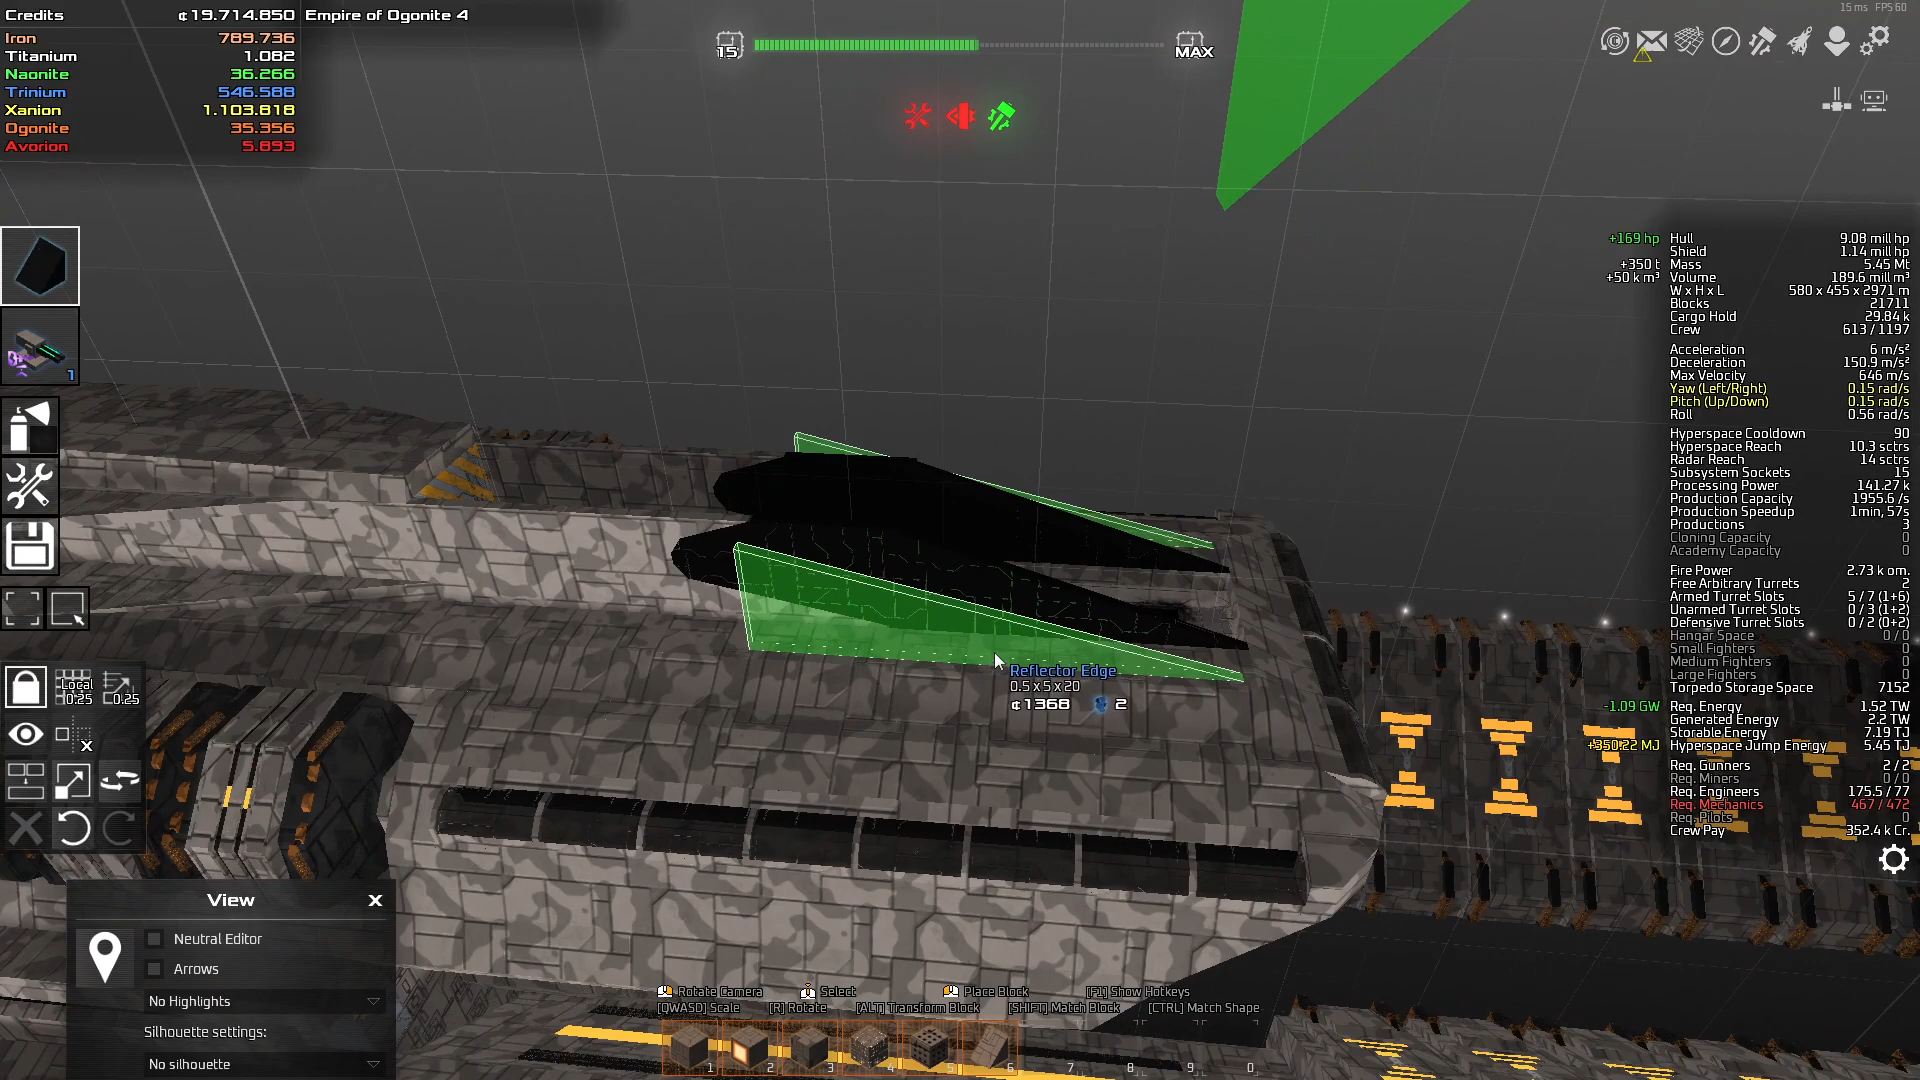 15 ms FPS 60
Credits ¢19.714.850 Empire of Ogonite 4
Iron 789.736
Titanium 1.082
Naonite 36.266
Trinium 546.588
Xanion 1.103.818
Ogonite 35.356
Avorion 5.893
15
MAX
1
Local
0.25
0.25
X
+169 hp Hull 9.08 mill hp
Shield 1.14 mill hp
+350 t Mass 5.45 Mt
+50 k m³ Volume 189.6 mill m³
W x H x L 580 x 455 x 2971 m
Blocks 21711
Cargo Hold 29.84 k
Crew 613 / 1197
Acceleration 6 m/s²
Deceleration 150.9 m/s²
Max Velocity 646 m/s
Yaw (Left/Right) 0.15 rad/s
Pitch (Up/Down) 0.15 rad/s
Roll 0.56 rad/s
Hyperspace Cooldown 90
Hyperspace Reach 10.3 sctrs
Radar Reach 14 sctrs
Subsystem Sockets 15
Processing Power 141.27 k
Production Capacity 1955.6 /s
Production Speedup 1min, 57s
Productions 3
Cloning Capacity 0
Academy Capacity 0
Fire Power 2.73 k om.
Free Arbitrary Turrets 2
Armed Turret Slots 5 / 7 (1+6)
Unarmed Turret Slots 0 / 3 (1+2)
Defensive Turret Slots 0 / 2 (0+2)
Hangar Space 0 / 0
Small Fighters 0
Medium Fighters 0
Large Fighters 0
Torpedo Storage Space 7152
-1.09 GW Req. Energy 1.52 TW
Generated Energy 2.2 TW
Storable Energy 7.19 TJ
+350.22 MJ Hyperspace Jump Energy 5.45 TJ
Req. Gunners 2 / 2
Req. Miners 0 / 0
Req. Engineers 175.5 / 77
Req. Mechanics 467 / 472
Req. Pilots 0
Crew Pay 352.4 k Cr.
Reflector Edge
0.5 x 5 x 20
¢1368 2
View X
Neutral Editor
Arrows
No Highlights
Silhouette settings:
No silhouette
Rotate Camera Select Place Block [F1] Show Hotkeys
[QWASD] Scale [R] Rotate [ALT] Transform Block [SHIFT] Match Block [CTRL] Match Shape
1 2 3 4 5 6 7 8 9 0